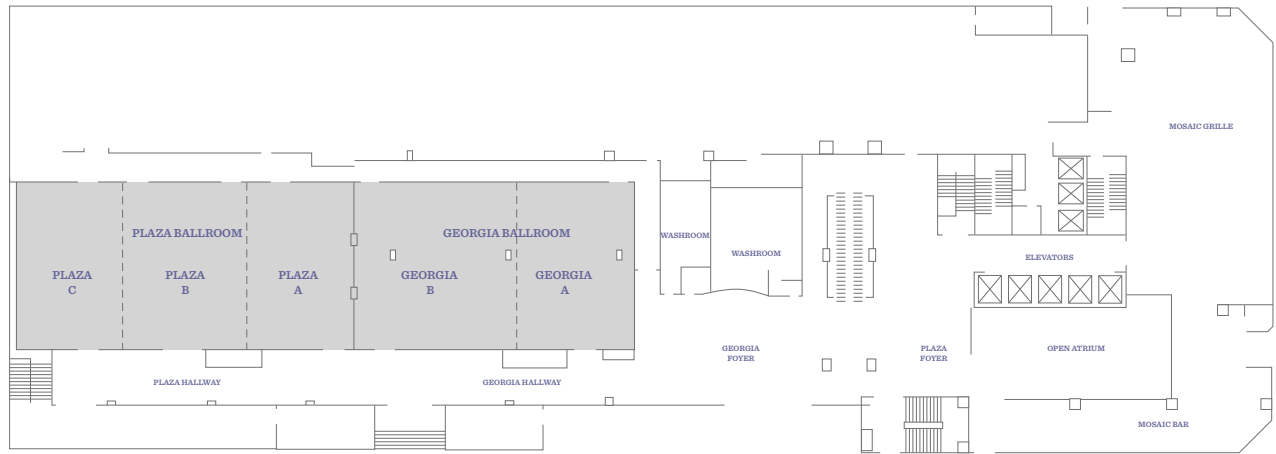 MOSAIC GRILLE
PLAZA BALLROOM
GEORGIA BALLROOM
WASHROOM
WASHROOM
ELEVATORS
PLAZA
C
PLAZA
B
PLAZA
A
GEORGIA
B
GEORGIA
A
GEORGIA
FOYER
PLAZA
FOYER
OPEN ATRIUM
PLAZA HALLWAY
GEORGIA HALLWAY
MOSAIC BAR